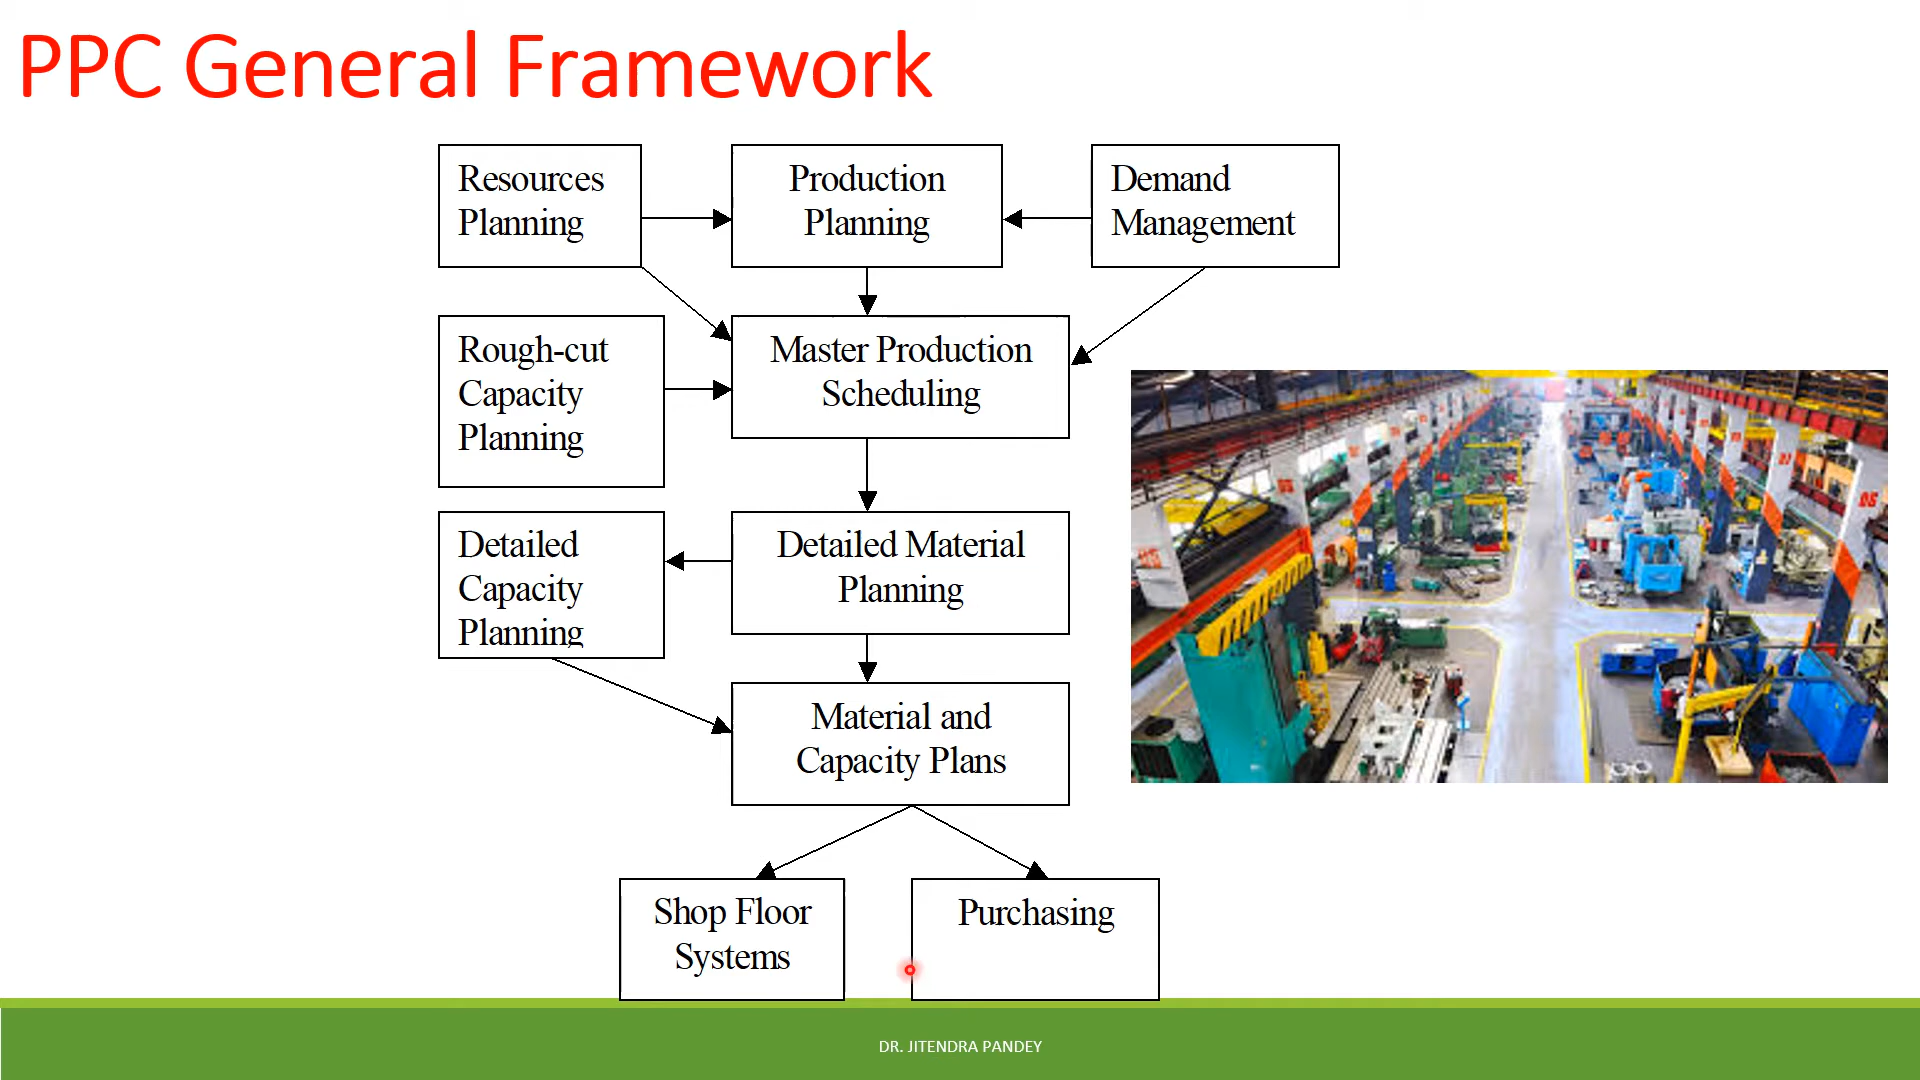 PPC General Framework
Resources
Planning
Production
Planning
Demand
Management
Rough-cut
Capacity
Planning
Master Production
Scheduling
Detailed
Capacity
Planning
Detailed Material
Planning
Material and
Capacity Plans
Shop Floor
Systems
Purchasing
06
DR. JITENDRA PANDEY